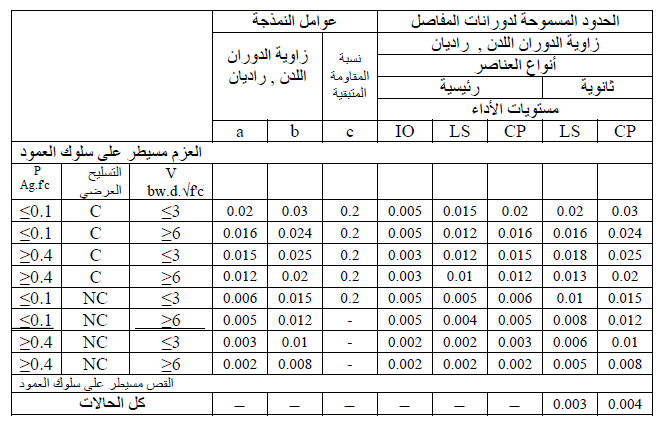 عوامل النمذجة الحدود المسموحة لدورانات المفاصل
زاوية الدوران اللدن , راديان نسبة المقاومة المتبقية زاوية الدوران اللدن , راديان
أنواع العناصر
رئيسية ثانوية
مستويات الأداء
a b c IO LS CP LS CP
العزم مسيطر على سلوك العمود
P Ag.f'c التسليح العرضي V bw.d.√f'c
≤0.1 C ≤3 0.02 0.03 0.2 0.005 0.015 0.02 0.02 0.03
≤0.1 C ≥6 0.016 0.024 0.2 0.005 0.012 0.016 0.016 0.024
≥0.4 C ≤3 0.015 0.025 0.2 0.003 0.012 0.015 0.018 0.025
≥0.4 C ≥6 0.012 0.02 0.2 0.003 0.01 0.012 0.013 0.02
≤0.1 NC ≤3 0.006 0.015 0.2 0.005 0.005 0.006 0.01 0.015
≤0.1 NC ≥6 0.005 0.012 - 0.005 0.004 0.005 0.008 0.012
≥0.4 NC ≤3 0.003 0.01 - 0.002 0.002 0.003 0.006 0.01
≥0.4 NC ≥6 0.002 0.008 - 0.002 0.002 0.002 0.005 0.008
القص مسيطر على سلوك العمود
كل الحالات – – – – – – 0.003 0.004